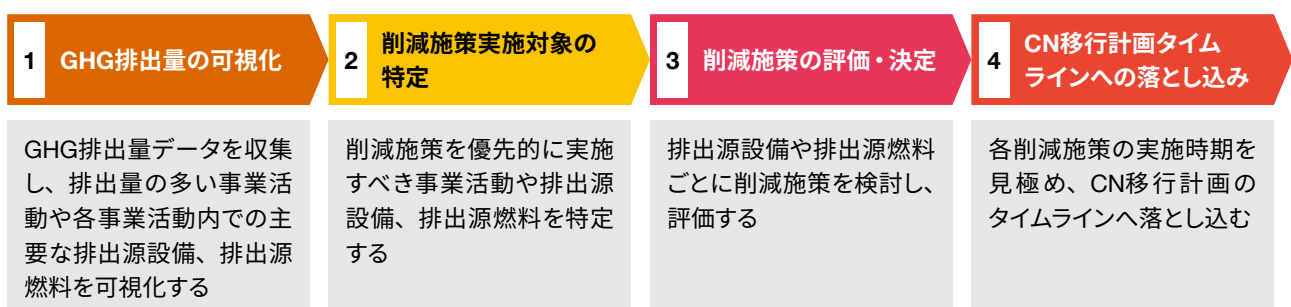 1 GHG排出量の可視化
GHG排出量データを収集
し、排出量の多い事業活
動や各事業活動内での主
要な排出源設備、排出源
燃料を可視化する
2 削減施策実施対象の
特定
削減施策を優先的に実施
すべき事業活動や排出源
設備、排出源燃料を特定
する
3 削減施策の評価・決定
排出源設備や排出源燃料
ごとに削減施策を検討し、
評価する
4 CN移行計画タイム
ラインへの落とし込み
各削減施策の実施時期を
見極め、CN移行計画の
タイムラインへ落とし込む